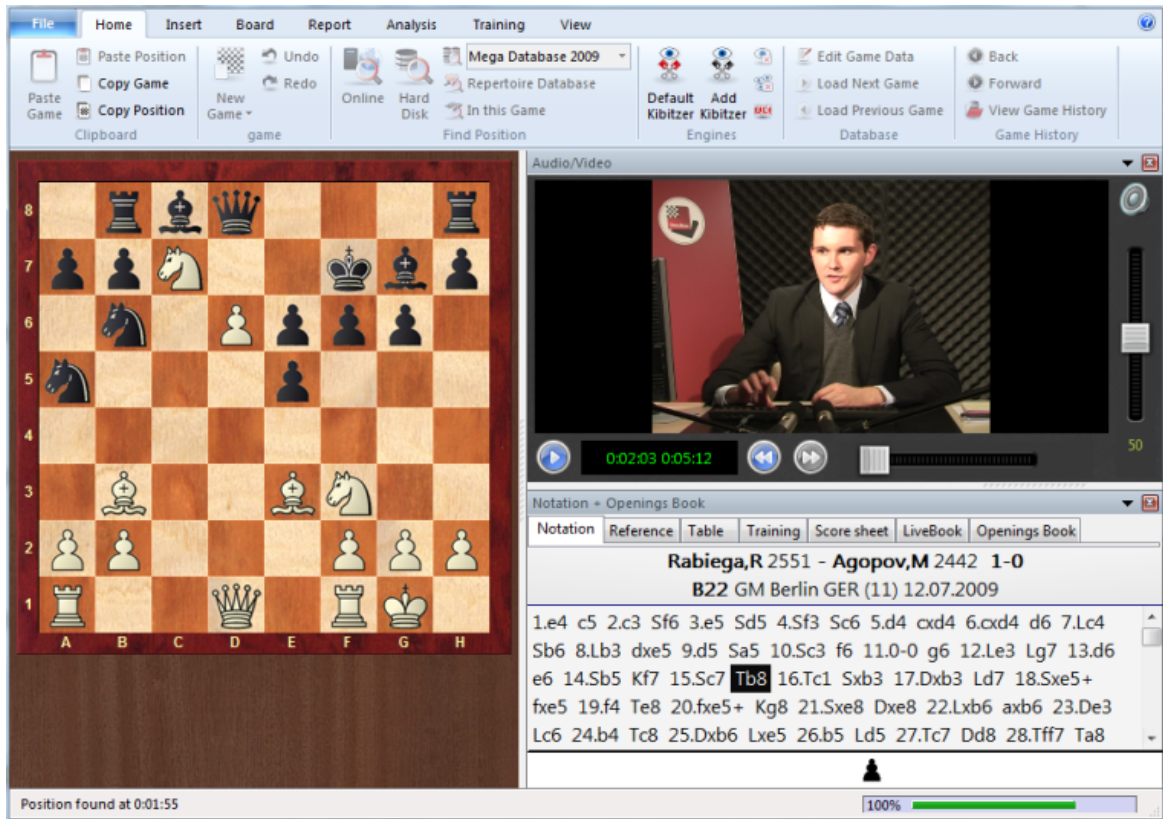 File Home Insert Board Report Analysis Training View
Paste Game
Paste Position
Copy Game
Copy Position
Clipboard
New Game
Undo
Redo
game
Online
Hard Disk
Mega Database 2009
Repertoire Database
In this Game
Find Position
Default Kibitzer
Add Kibitzer
UCI
Engines
Edit Game Data
Load Next Game
Load Previous Game
Database
Back
Forward
View Game History
Game History
8
7
6
5
4
3
2
1
A B C D E F G H
Audio/Video
0:02:03 0:05:12
50
Notation + Openings Book
Notation Reference Table Training Score sheet LiveBook Openings Book
Rabiega,R 2551 - Agopov,M 2442 1-0
B22 GM Berlin GER (11) 12.07.2009
1.e4 c5 2.c3 Sf6 3.e5 Sd5 4.Sf3 Sc6 5.d4 cxd4 6.cxd4 d6 7.Lc4
Sb6 8.Lb3 dxe5 9.d5 Sa5 10.Sc3 f6 11.0-0 g6 12.Le3 Lg7 13.d6
e6 14.Sb5 Kf7 15.Sc7 Tb8 16.Tc1 Sxb3 17.Dxb3 Ld7 18.Sxe5+
fxe5 19.f4 Te8 20.fxe5+ Kg8 21.Sxe8 Dxe8 22.Lxb6 axb6 23.De3
Lc6 24.b4 Tc8 25.Dxb6 Lxe5 26.b5 Ld5 27.Tc7 Dd8 28.Tff7 Ta8
Position found at 0:01:55
100%